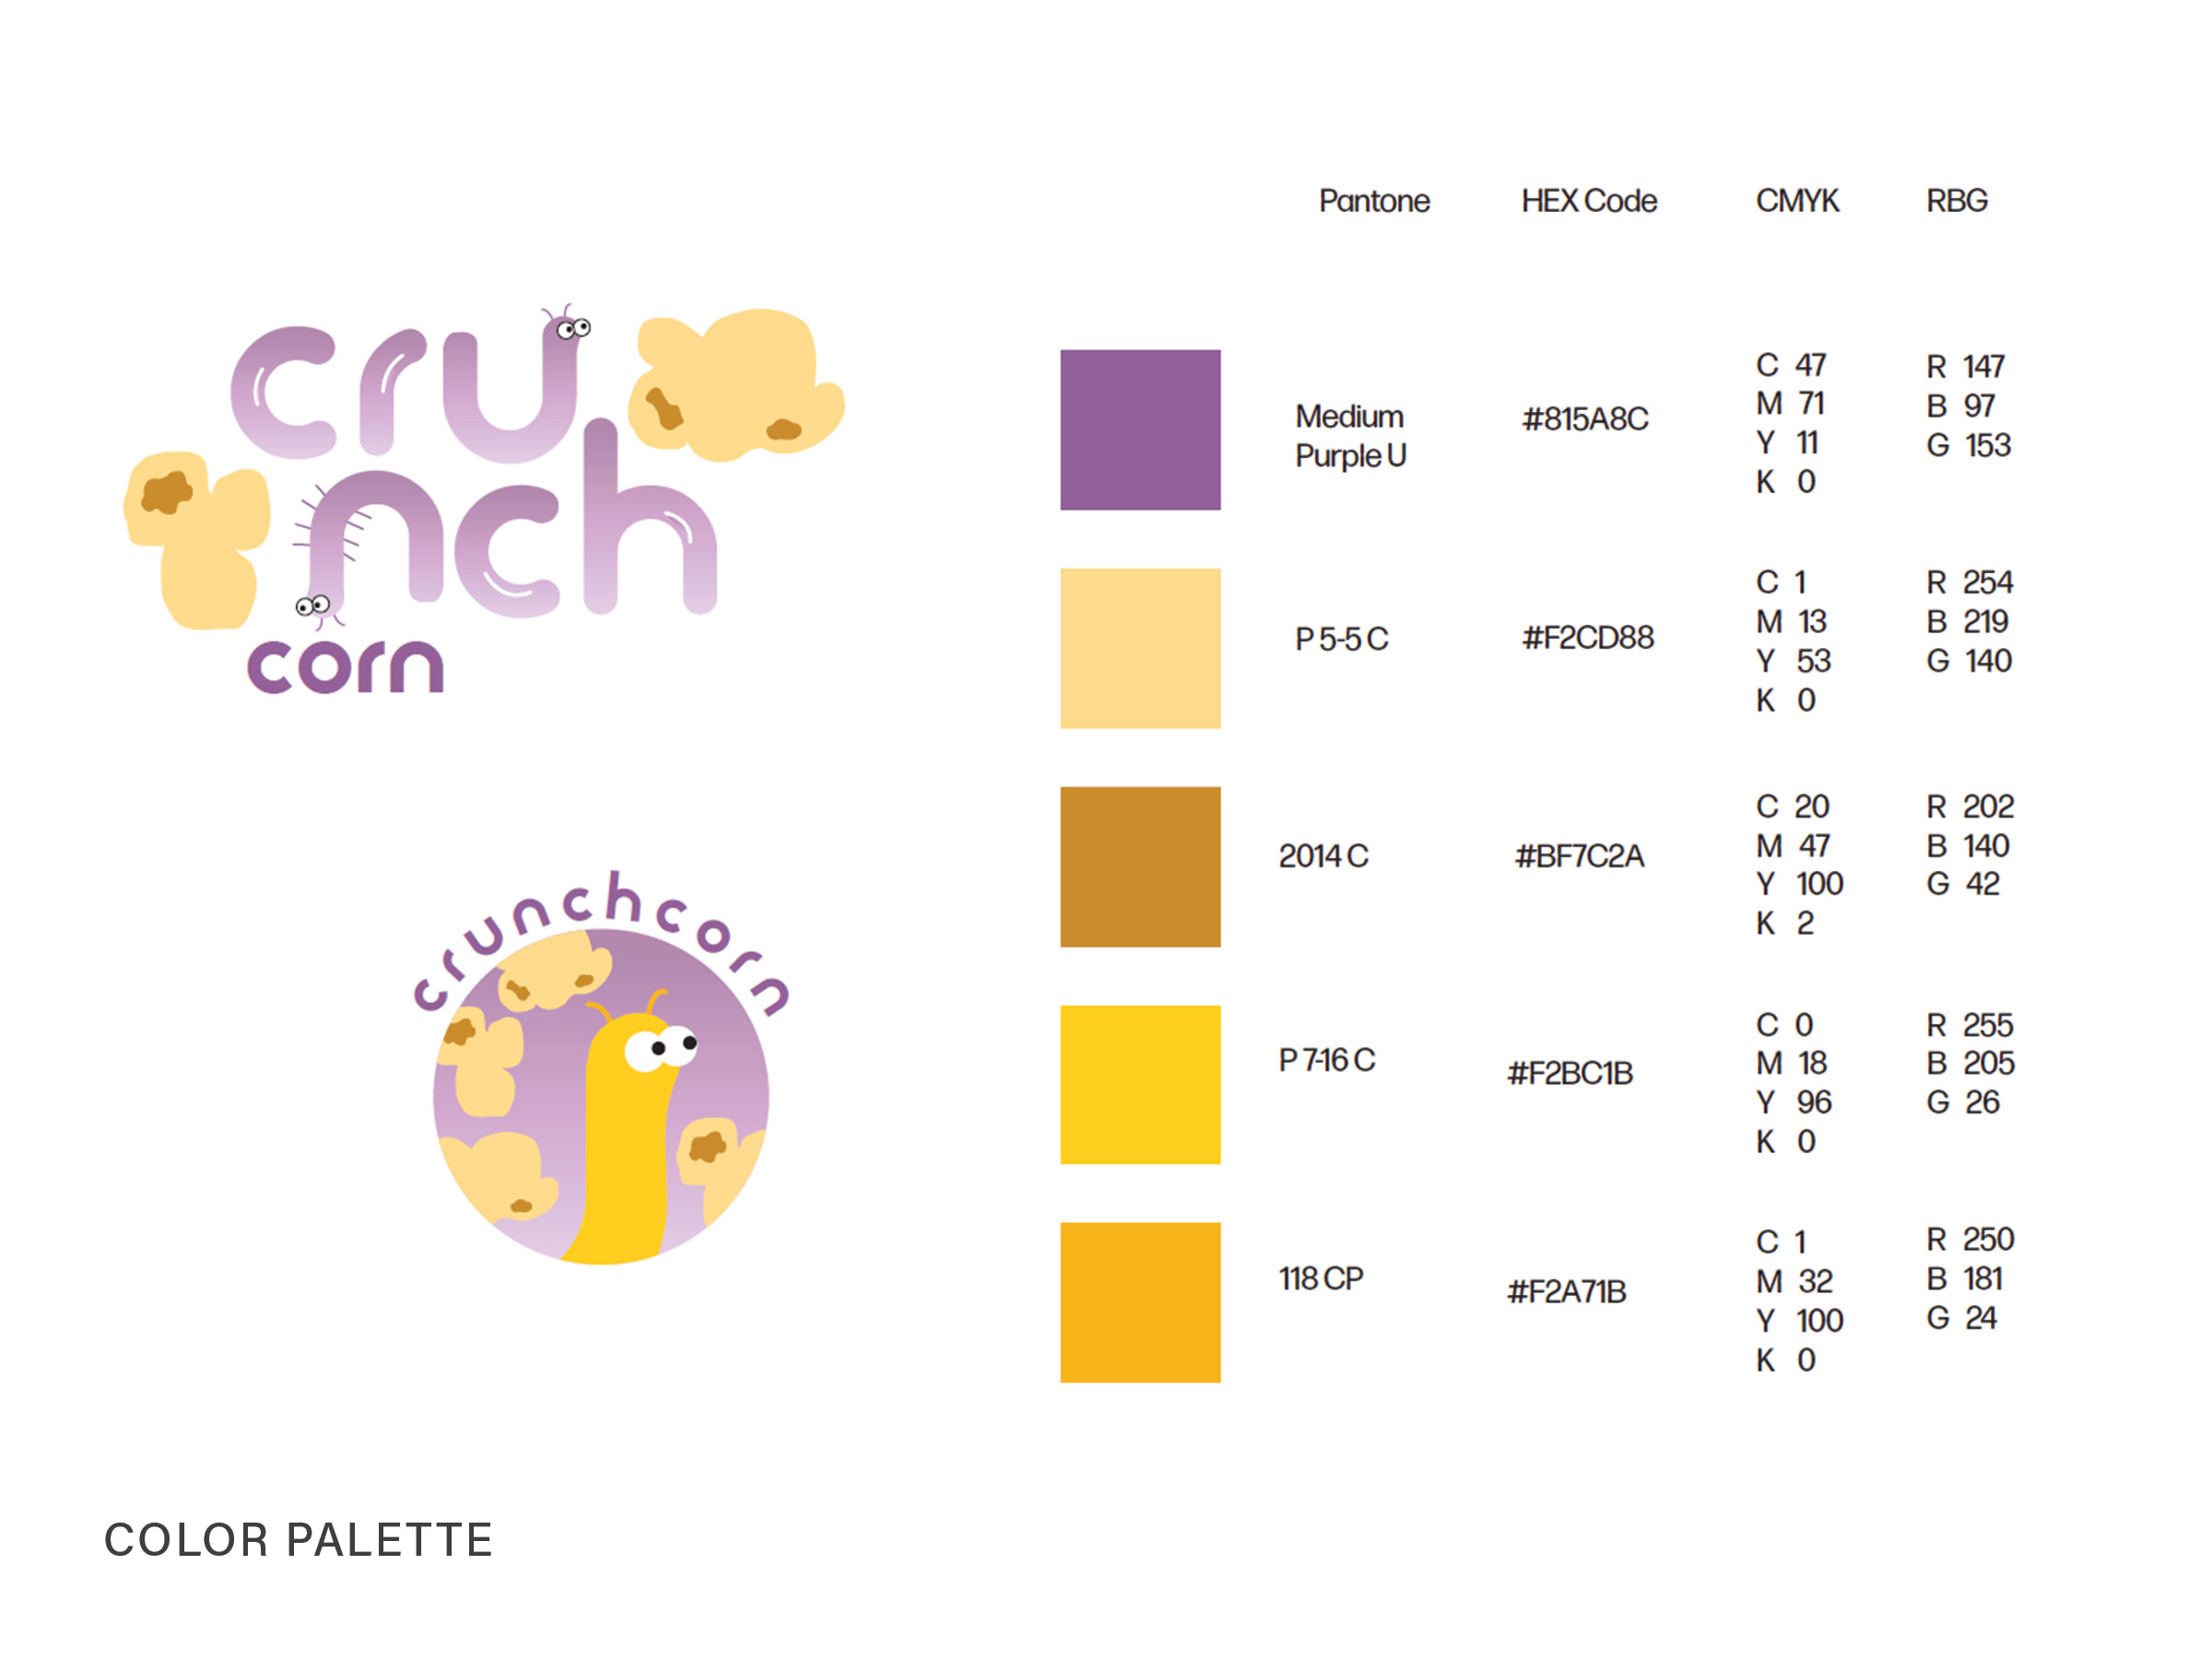 cru
nch
corn
crunchcorn
Pantone HEX Code CMYK RBG
Medium
Purple U
#815A8C
C 47
M 71
Y 11
K 0
R 147
B 97
G 153
P 5-5 C
#F2CD88
C 1
M 13
Y 53
K 0
R 254
B 219
G 140
2014 C
#BF7C2A
C 20
M 47
Y 100
K 2
R 202
B 140
G 42
P 7-16 C
#F2BC1B
C 0
M 18
Y 96
K 0
R 255
B 205
G 26
118 CP
#F2A71B
C 1
M 32
Y 100
K 0
R 250
B 181
G 24
COLOR PALETTE